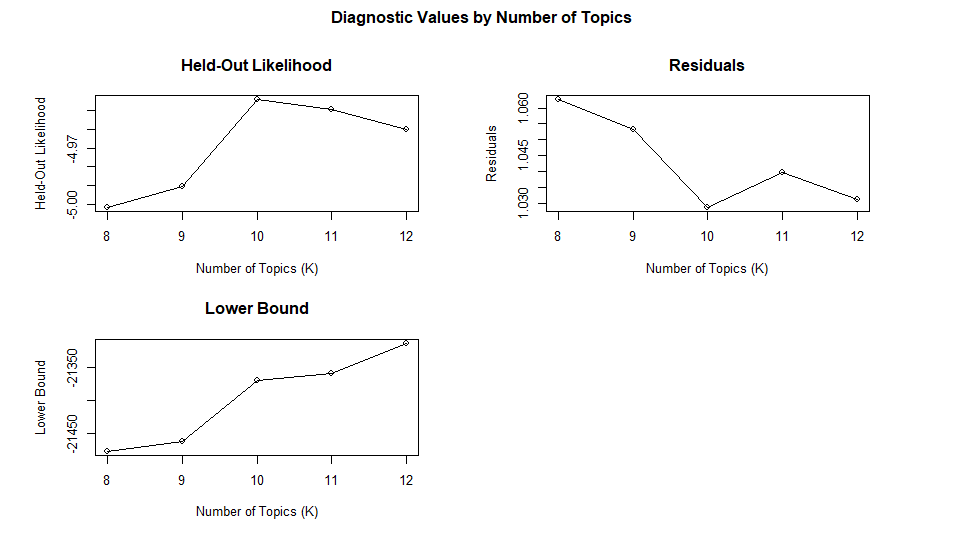 Diagnostic Values by Number of Topics
Held-Out Likelihood
Held-Out Likelihood
-4.97
-5.00
8 9 10 11 12
Number of Topics (K)
Residuals
Residuals
1.060
1.045
1.030
8 9 10 11 12
Number of Topics (K)
Lower Bound
Lower Bound
-21350
-21450
8 9 10 11 12
Number of Topics (K)